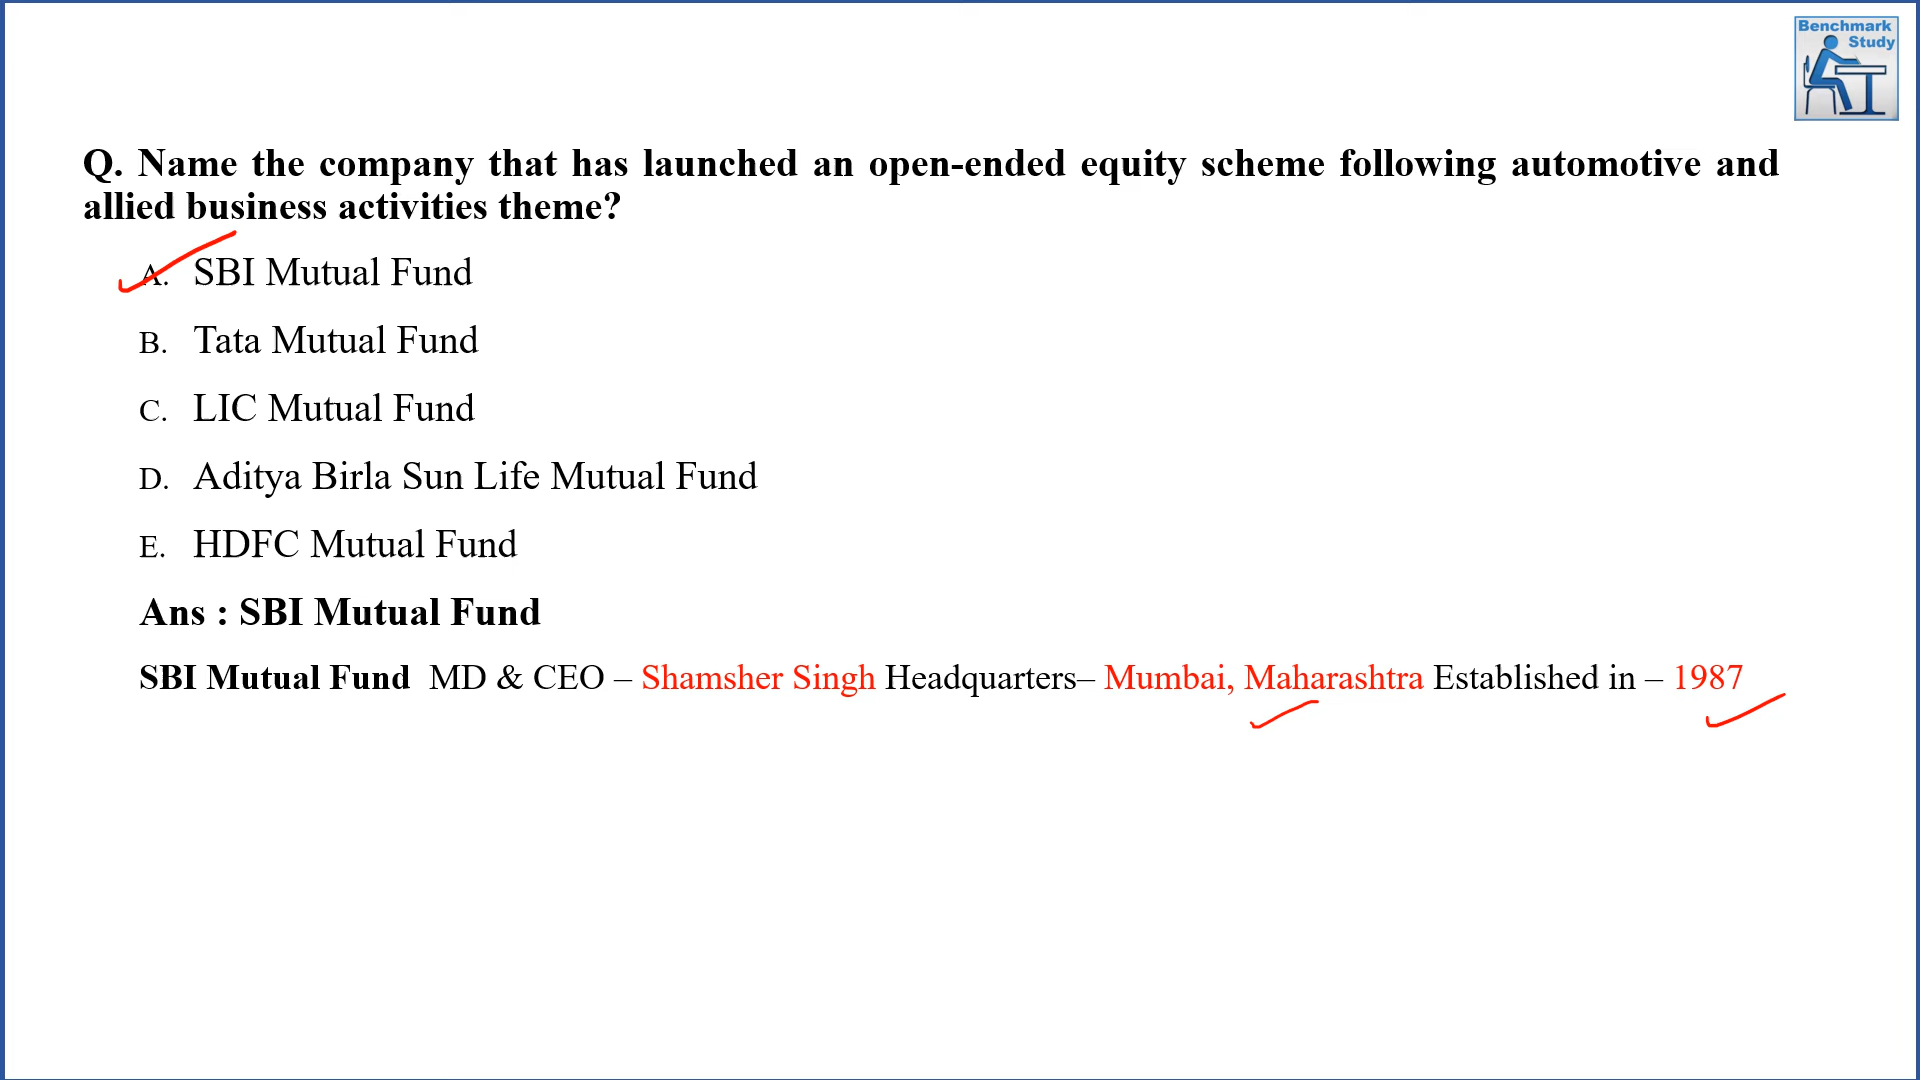 Benchmark
Study
Q. Name the company that has launched an open-ended equity scheme following automotive and
allied business activities theme?
A. SBI Mutual Fund
B. Tata Mutual Fund
C. LIC Mutual Fund
D. Aditya Birla Sun Life Mutual Fund
E. HDFC Mutual Fund
Ans : SBI Mutual Fund
SBI Mutual Fund MD & CEO – Shamsher Singh Headquarters– Mumbai, Maharashtra Established in – 1987